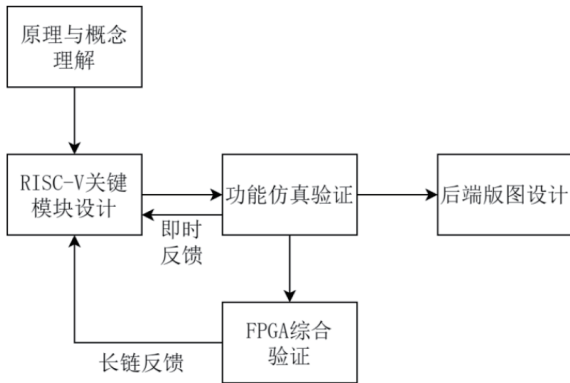 原理与概念
理解
RISC-V关键
模块设计
功能仿真验证
后端版图设计
即时
反馈
FPGA综合
验证
长链反馈